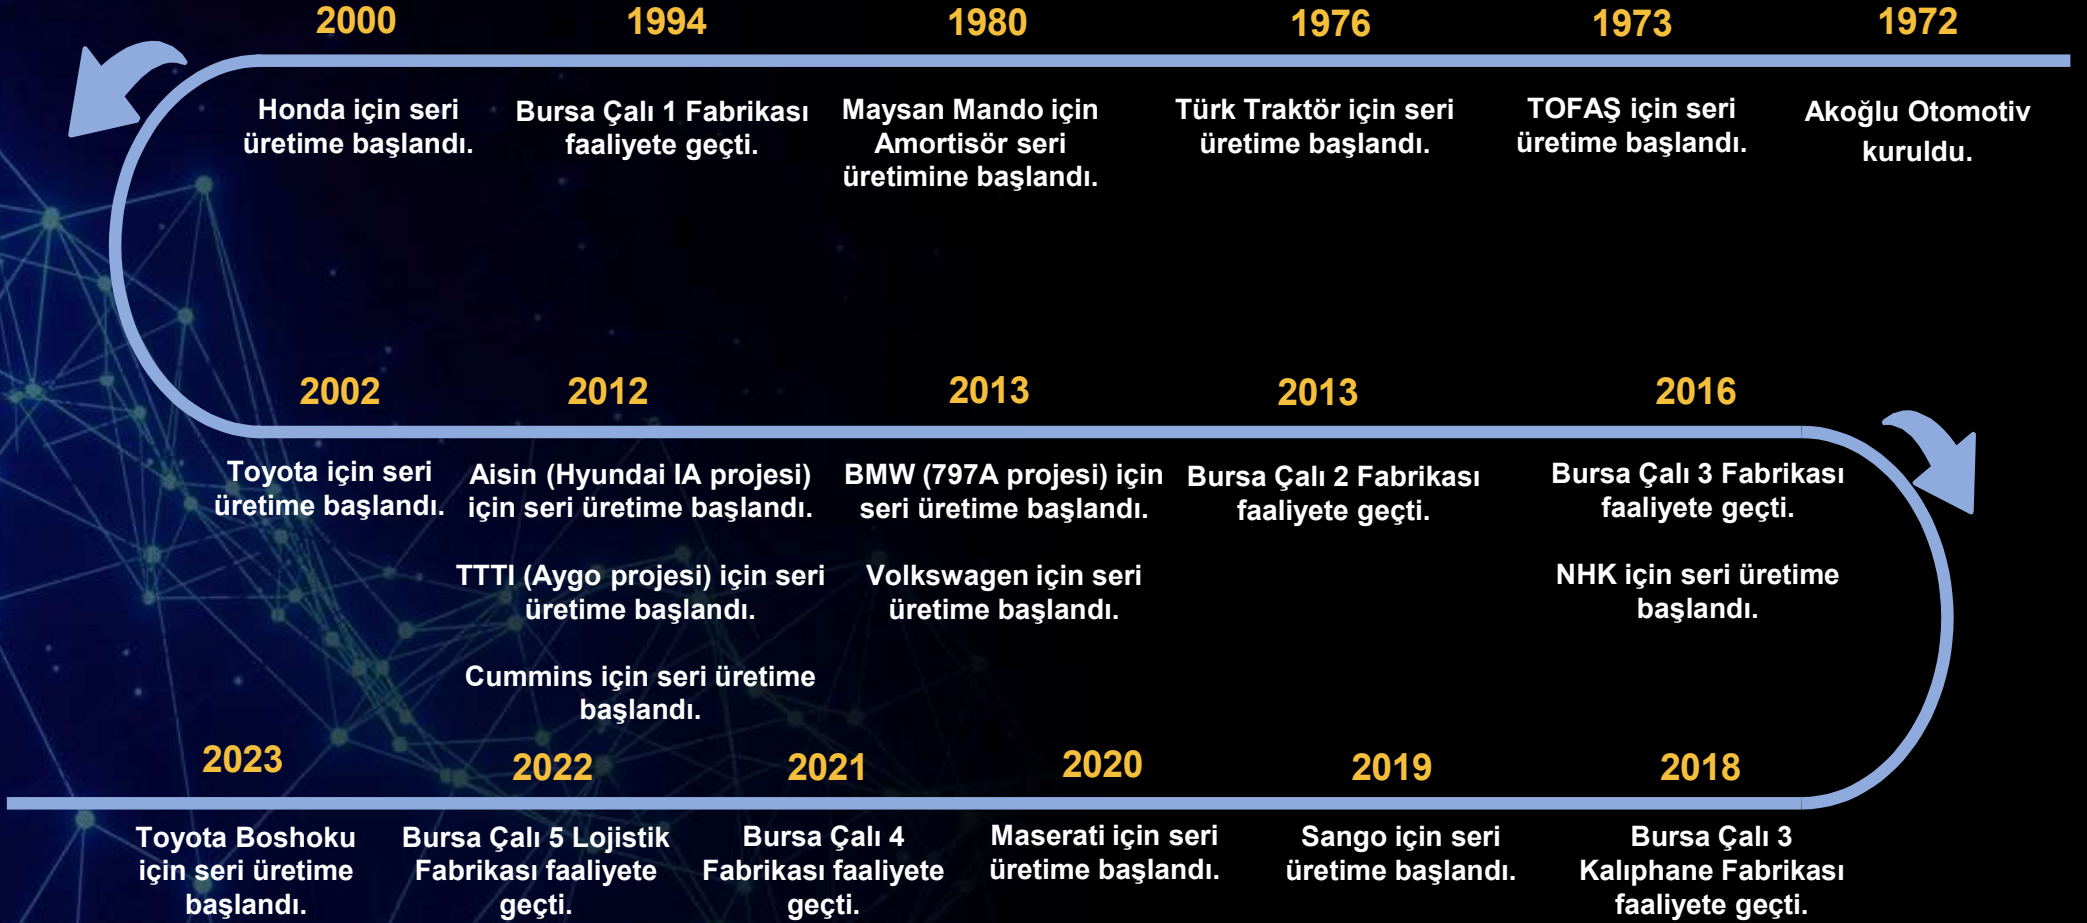 2000
1994
1980
1976
1973
1972
Honda için seri
üretime başlandı.
Bursa Çalı 1 Fabrikası
faaliyete geçti.
Maysan Mando için
Amortisör seri
üretimine başlandı.
Türk Traktör için seri
üretime başlandı.
TOFAŞ için seri
üretime başlandı.
Akoğlu Otomotiv
kuruldu.
2002
2012
2013
2013
2016
Toyota için seri
üretime başlandı.
Aisin (Hyundai IA projesi)
için seri üretime başlandı.
TTTI (Aygo projesi) için seri
üretime başlandı.
Cummins için seri üretime
başlandı.
BMW (797A projesi) için
seri üretime başlandı.
Volkswagen için seri
üretime başlandı.
Bursa Çalı 2 Fabrikası
faaliyete geçti.
Bursa Çalı 3 Fabrikası
faaliyete geçti.
NHK için seri üretime
başlandı.
2023
2022
2021
2020
2019
2018
Toyota Boshoku
için seri üretime
başlandı.
Bursa Çalı 5 Lojistik
Fabrikası faaliyete
geçti.
Bursa Çalı 4
Fabrikası faaliyete
geçti.
Maserati için seri
üretime başlandı.
Sango için seri
üretime başlandı.
Bursa Çalı 3
Kalıphane Fabrikası
faaliyete geçti.